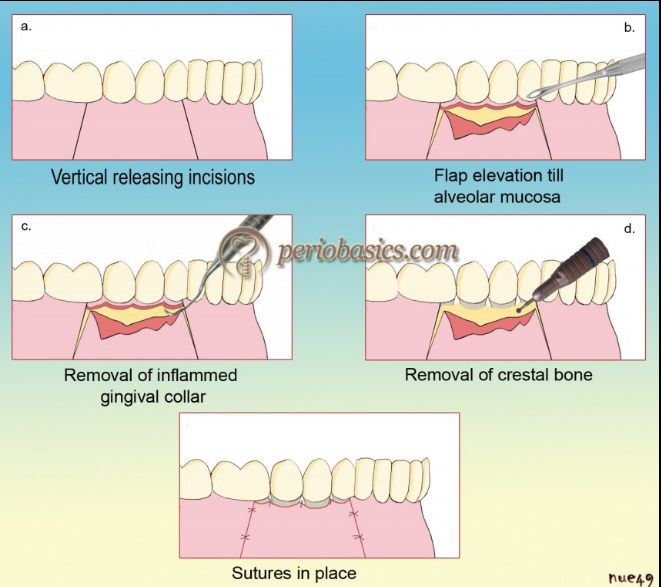 a.
b.
Vertical releasing incisions
Flap elevation till
alveolar mucosa
c.
d.
periobasics.com
Removal of inflammed
gingival collar
Removal of crestal bone
Sutures in place
nue49